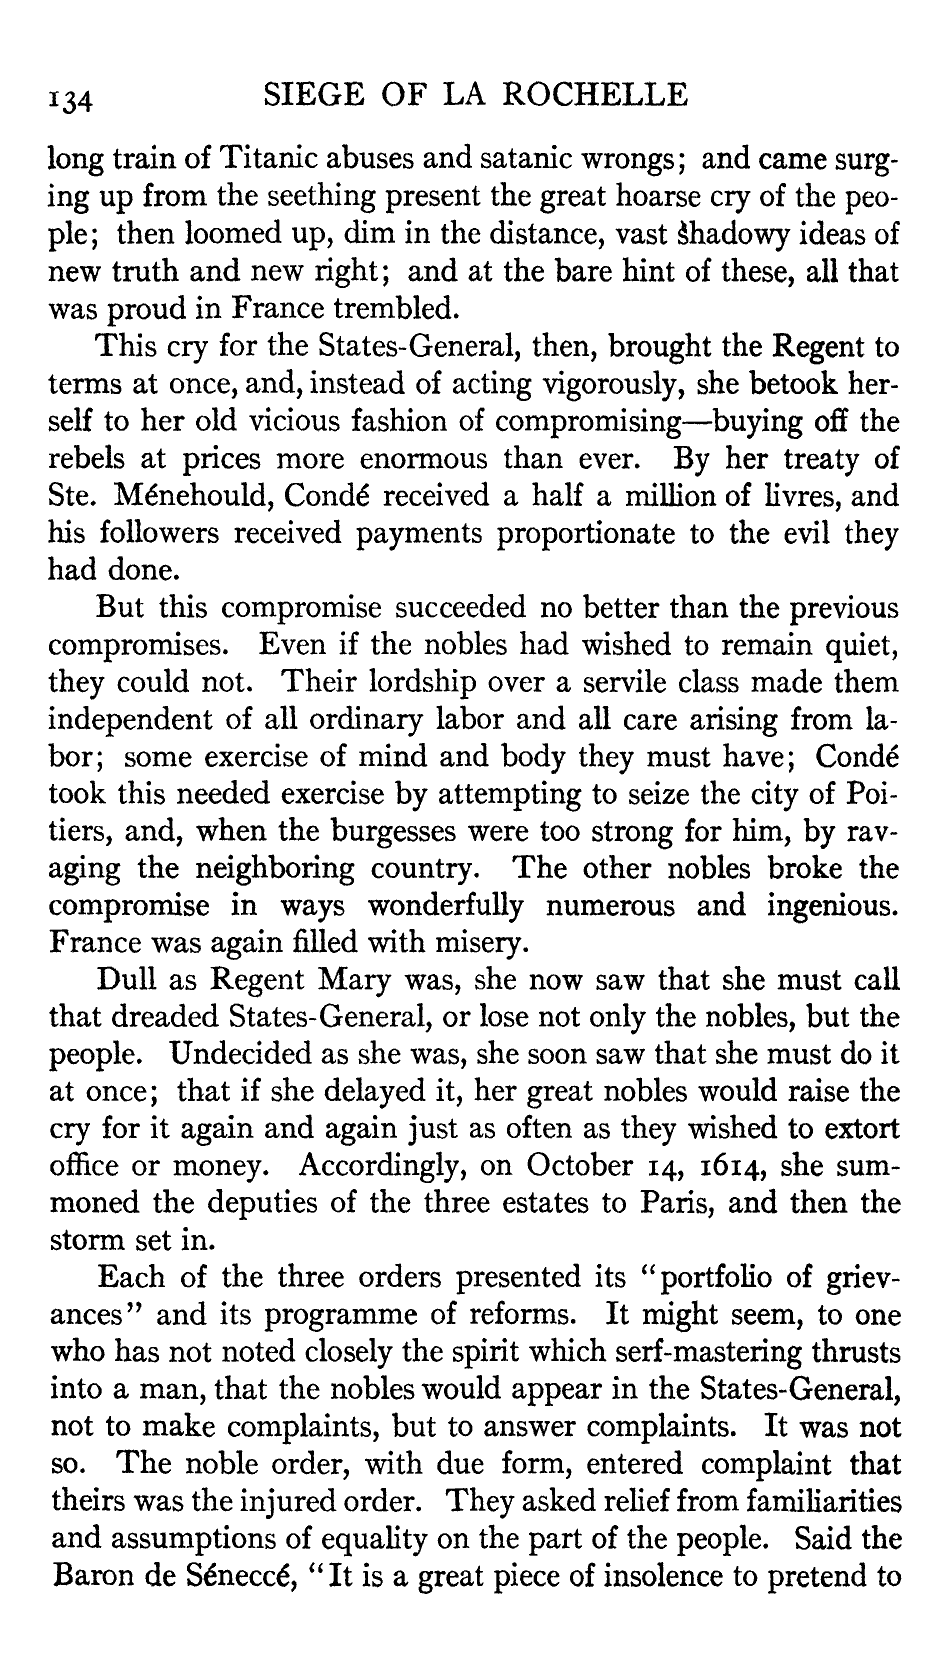 134 SIEGE OF LA ROCHELLE
long train of Titanic abuses and satanic wrongs; and came surg-
ing up from the seething present the great hoarse cry of the peo-
ple; then loomed up, dim in the distance, vast shadowy ideas of
new truth and new right; and at the bare hint of these, all that
was proud in France trembled.
This cry for the States-General, then, brought the Regent to
terms at once, and, instead of acting vigorously, she betook her-
self to her old vicious fashion of compromising—buying off the
rebels at prices more enormous than ever. By her treaty of
Ste. Ménehould, Condé received a half a million of livres, and
his followers received payments proportionate to the evil they
had done.
But this compromise succeeded no better than the previous
compromises. Even if the nobles had wished to remain quiet,
they could not. Their lordship over a servile class made them
independent of all ordinary labor and all care arising from la-
bor; some exercise of mind and body they must have; Condé
took this needed exercise by attempting to seize the city of Poi-
tiers, and, when the burgesses were too strong for him, by rav-
aging the neighboring country. The other nobles broke the
compromise in ways wonderfully numerous and ingenious.
France was again filled with misery.
Dull as Regent Mary was, she now saw that she must call
that dreaded States-General, or lose not only the nobles, but the
people. Undecided as she was, she soon saw that she must do it
at once; that if she delayed it, her great nobles would raise the
cry for it again and again just as often as they wished to extort
office or money. Accordingly, on October 14, 1614, she sum-
moned the deputies of the three estates to Paris, and then the
storm set in.
Each of the three orders presented its “portfolio of griev-
ances” and its programme of reforms. It might seem, to one
who has not noted closely the spirit which serf-mastering thrusts
into a man, that the nobles would appear in the States-General,
not to make complaints, but to answer complaints. It was not
so. The noble order, with due form, entered complaint that
theirs was the injured order. They asked relief from familiarities
and assumptions of equality on the part of the people. Said the
Baron de Séneccé, “It is a great piece of insolence to pretend to